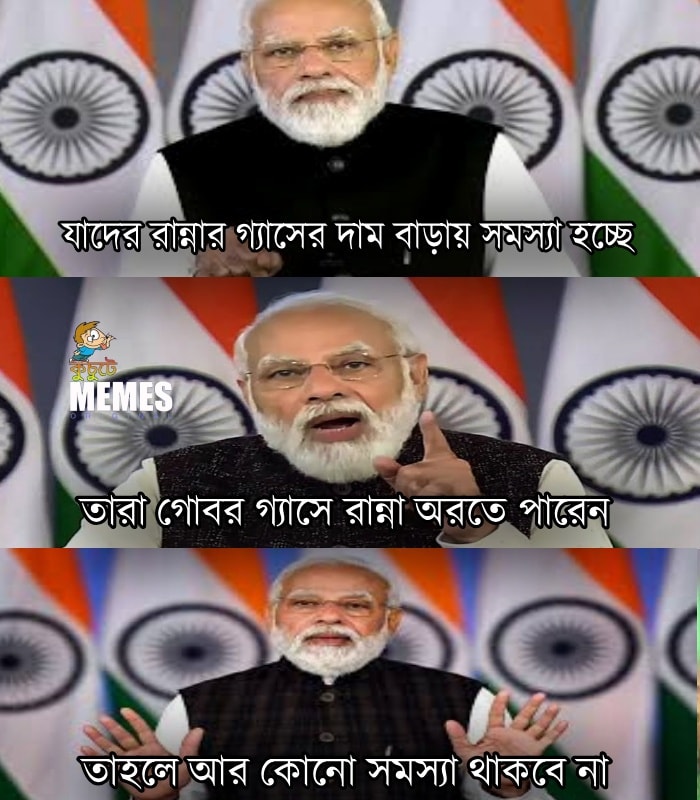 যাদের রান্নার গ্যাসের দাম বাড়ায় সমস্যা হচ্ছে
কুচুটে
MEMES
তারা গোবর গ্যাসে রান্না অরতে পারেন
তাহলে আর কোনো সমস্যা থাকবে না